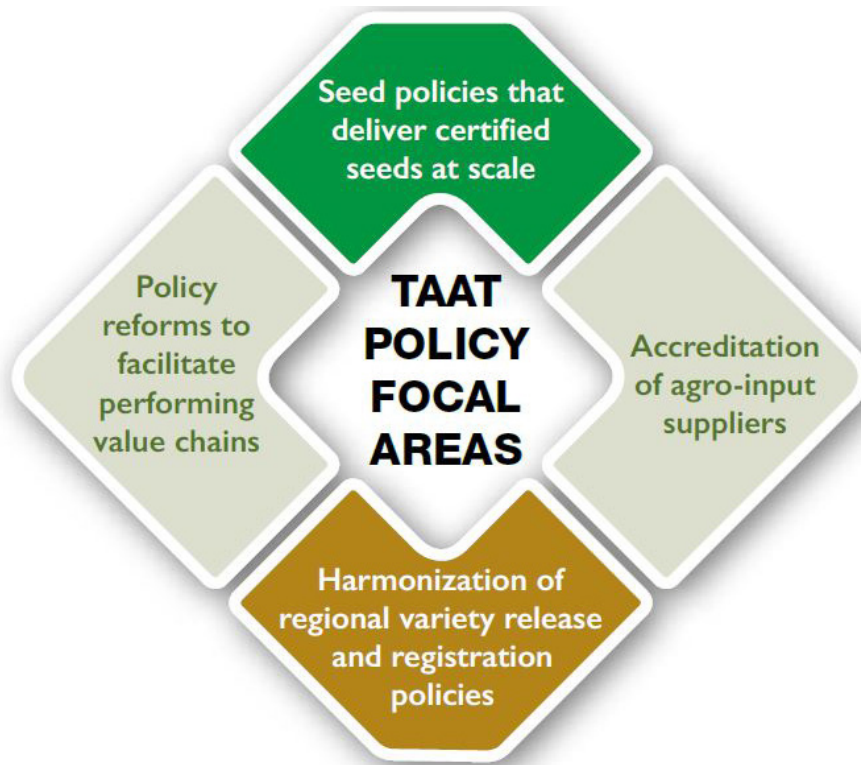 Seed policies that
deliver certified
seeds at scale
Policy
reforms to
facilitate
performing
value chains
TAAT
POLICY
FOCAL
AREAS
Accreditation
of agro-input
suppliers
Harmonization of
regional variety release
and registration
policies